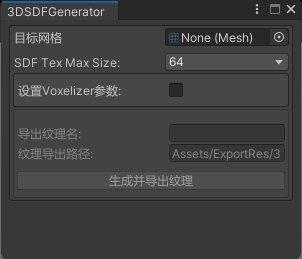 3DSDFGenerator
目标网格 None (Mesh)
SDF Tex Max Size: 64
设置Voxelizer参数:
导出纹理名:
纹理导出路径: Assets/ExportRes/3
生成并导出纹理